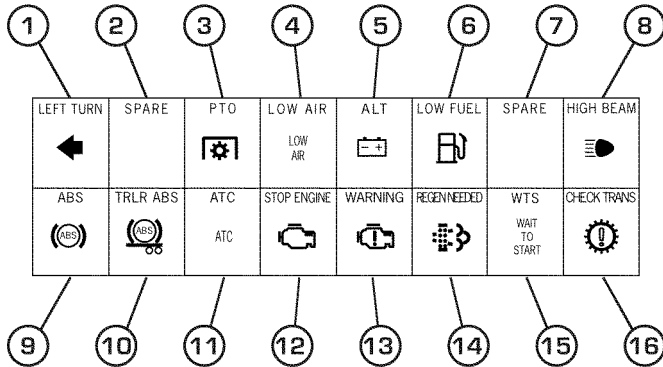 1 2 3 4 5 6 7 8
LEFT TURN SPARE PTO LOW AIR ALT LOW FUEL SPARE HIGH BEAM
LOW
AIR
- +
ABS TRLR ABS ATC STOP ENGINE WARNING REGEN NEEDED WTS CHECK TRANS
ABS ABS ATC ! WAIT TO START !
9 10 11 12 13 14 15 16